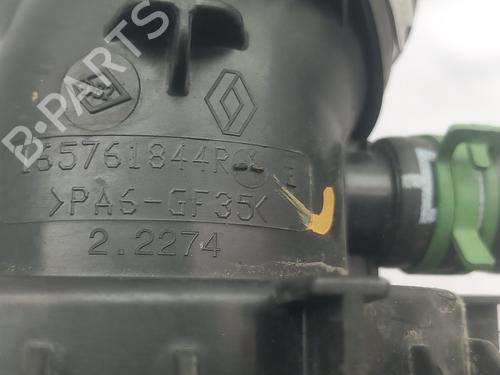 B-PARTS
165761844R-- E
>PA6-GF35<
2.2274